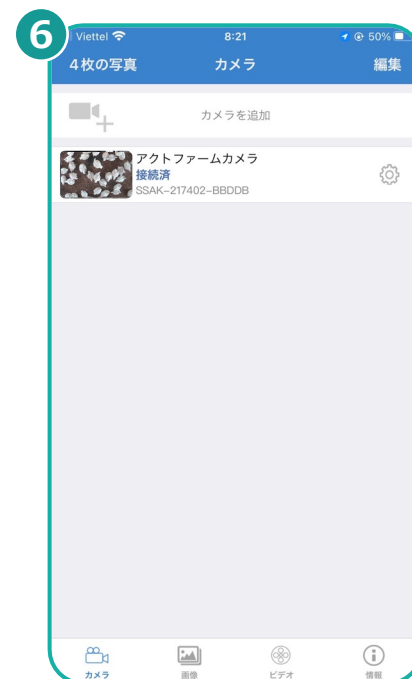 6
Viettel 8:21 50%
4枚の写真 カメラ 編集
カメラを追加
アクトファームカメラ
接続済
SSAK-217402-BBDDB
カメラ 画像 ビデオ 情報